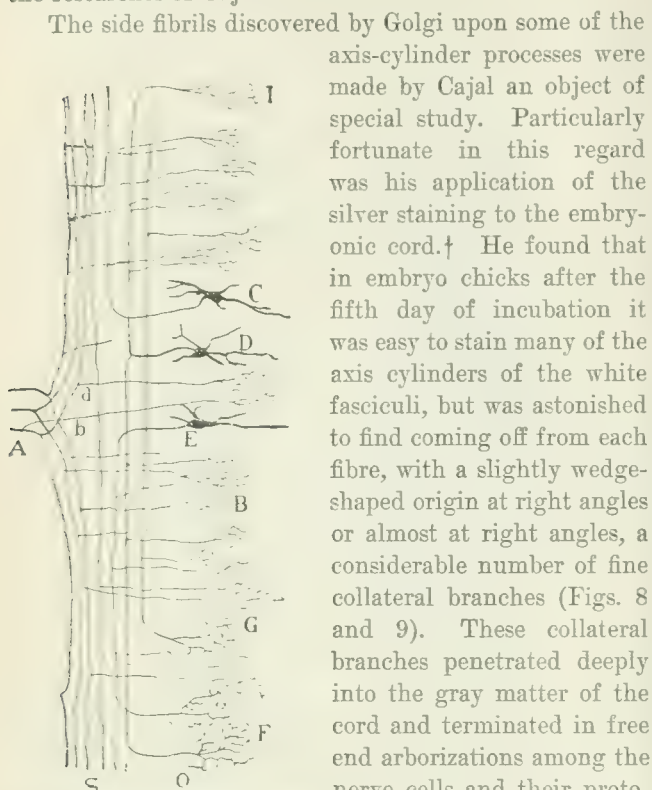 The side fibrils discovered by Golgi upon some of the
axis-cylinder processes were
made by Cajal an object of
special study. Particularly
fortunate in this regard
was his application of the
silver staining to the embry-
onic cord.† He found that
in embryo chicks after the
fifth day of incubation it
was easy to stain many of the
axis cylinders of the white
fasciculi, but was astonished
to find coming off from each
fibre, with a slightly wedge-
shaped origin at right angles
or almost at right angles, a
considerable number of fine
collateral branches (Figs. 8
and 9). These collateral
branches penetrated deeply
into the gray matter of the
cord and terminated in free
end arborizations among the
nerve cells and their proto-
I
C
D
d
b
A
E
B
G
F
S
O